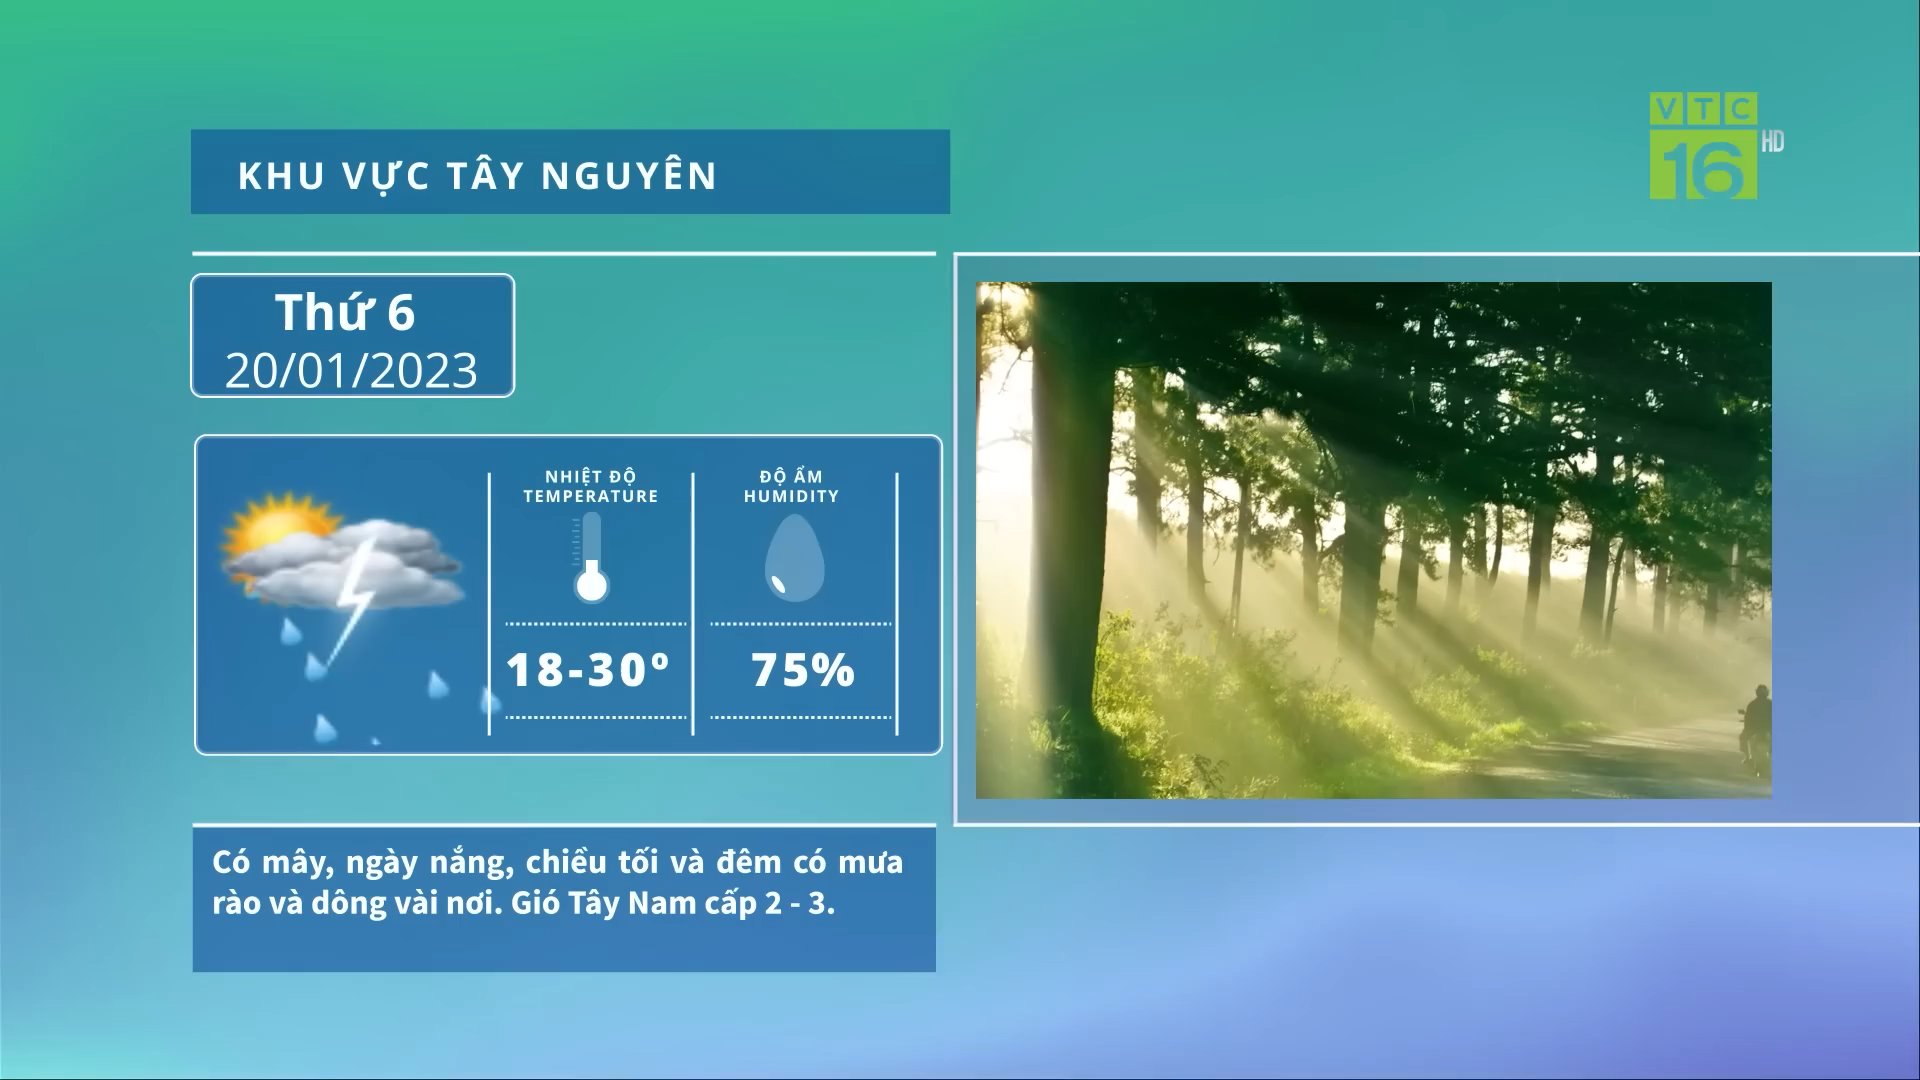 VTC
16 HD
KHU VỰC TÂY NGUYÊN
Thứ 6
20/01/2023
NHIỆT ĐỘ
TEMPERATURE
18-30°
ĐỘ ẨM
HUMIDITY
75%
Có mây, ngày nắng, chiều tối và đêm có mưa
rào và dông vài nơi. Gió Tây Nam cấp 2 - 3.